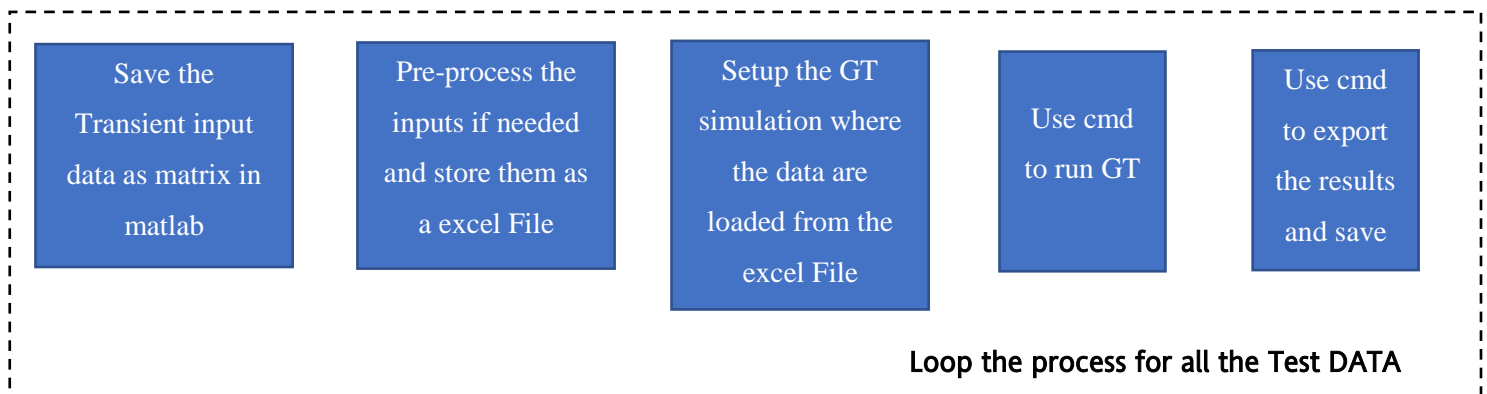 Save the
Transient input
data as matrix in
matlab
Pre-process the
inputs if needed
and store them as
a excel File
Setup the GT
simulation where
the data are
loaded from the
excel File
Use cmd
to run GT
Use cmd
to export
the results
and save
Loop the process for all the Test DATA